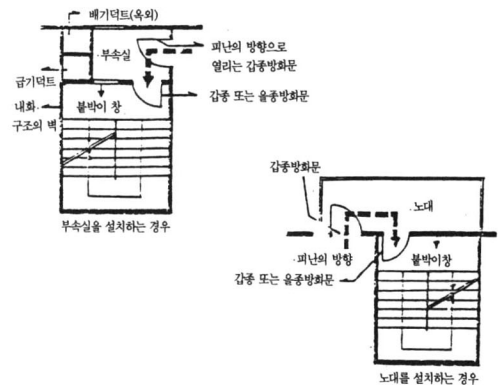 배기덕트(옥외)
부속실
피난의 방향으로
열리는 갑종방화문
급기덕트
갑종 또는 을종방화문
내화
붙박이 창
구조의 벽
부속실을 설치하는 경우
갑종방화문
노대
피난의 방향
붙박이창
갑종 또는 을종방화문
노대를 설치하는 경우